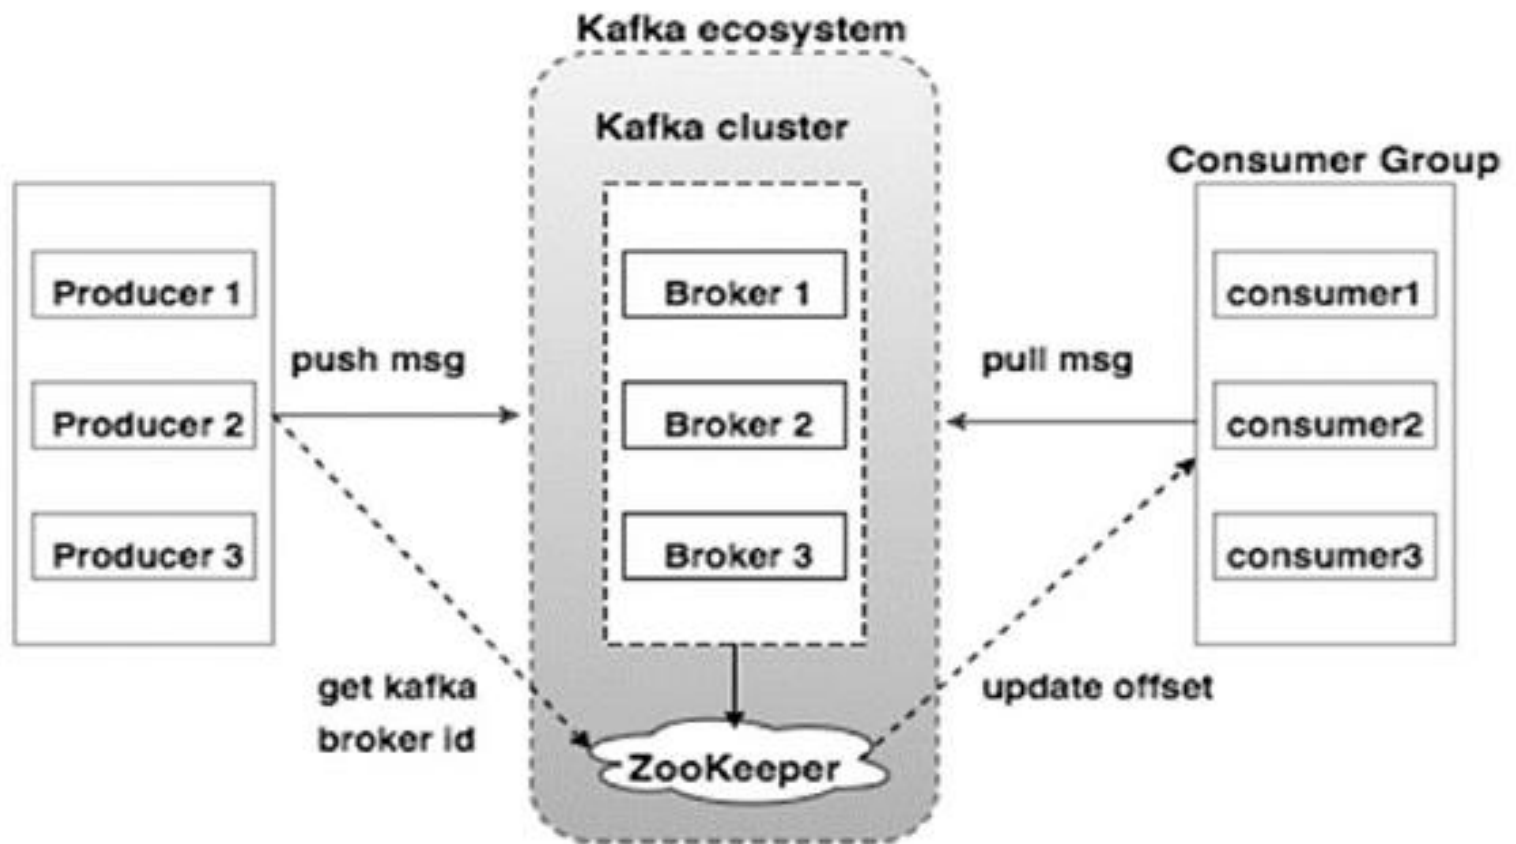 Kafka ecosystem
Kafka cluster
Consumer Group
Producer 1
Broker 1
consumer1
push msg
pull msg
Producer 2
Broker 2
consumer2
Producer 3
Broker 3
consumer3
get kafka
broker id
update offset
ZooKeeper